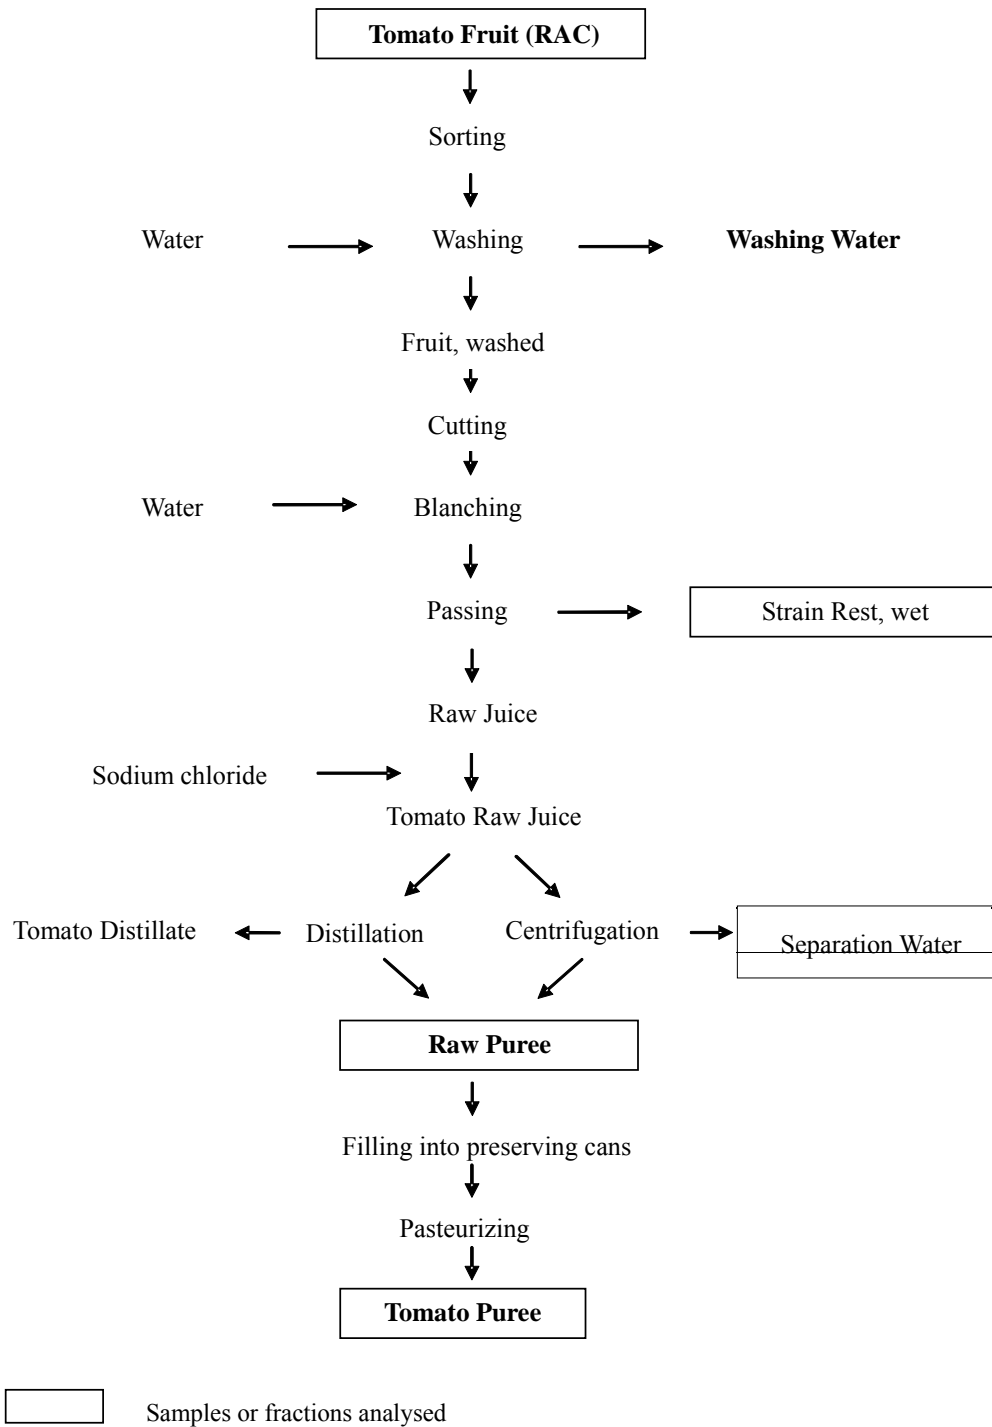 Tomato Fruit (RAC)
Sorting
Water
Washing
Washing Water
Fruit, washed
Cutting
Water
Blanching
Passing
Strain Rest, wet
Raw Juice
Sodium chloride
Tomato Raw Juice
Tomato Distillate
Distillation
Centrifugation
Separation Water
Raw Puree
Filling into preserving cans
Pasteurizing
Tomato Puree
Samples or fractions analysed